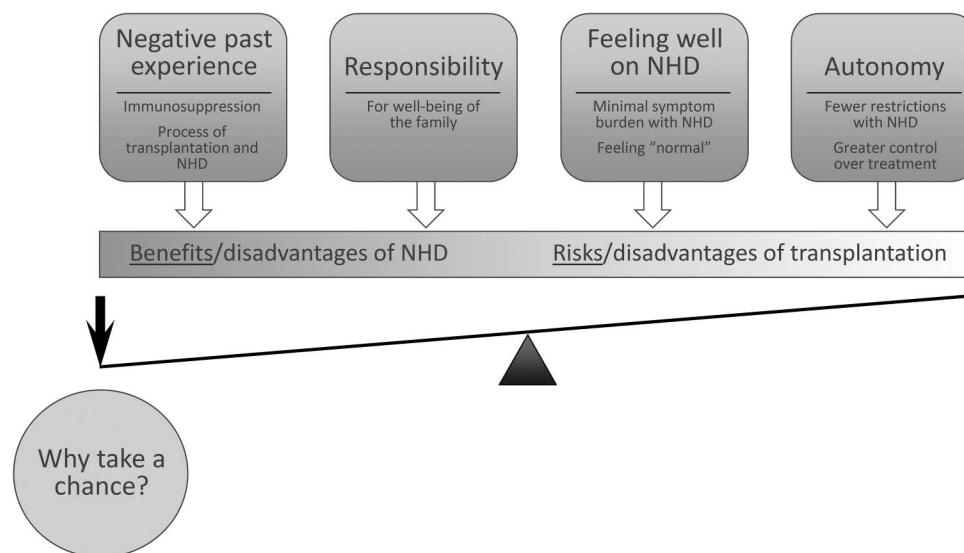 Negative past
experience
Immunosuppression
Process of
transplantation and
NHD
Responsibility
For well-being of
the family
Feeling well
on NHD
Minimal symptom
burden with NHD
Feeling “normal”
Autonomy
Fewer restrictions
with NHD
Greater control
over treatment
Benefits/disadvantages of NHD
Risks/disadvantages of transplantation
Why take a
chance?